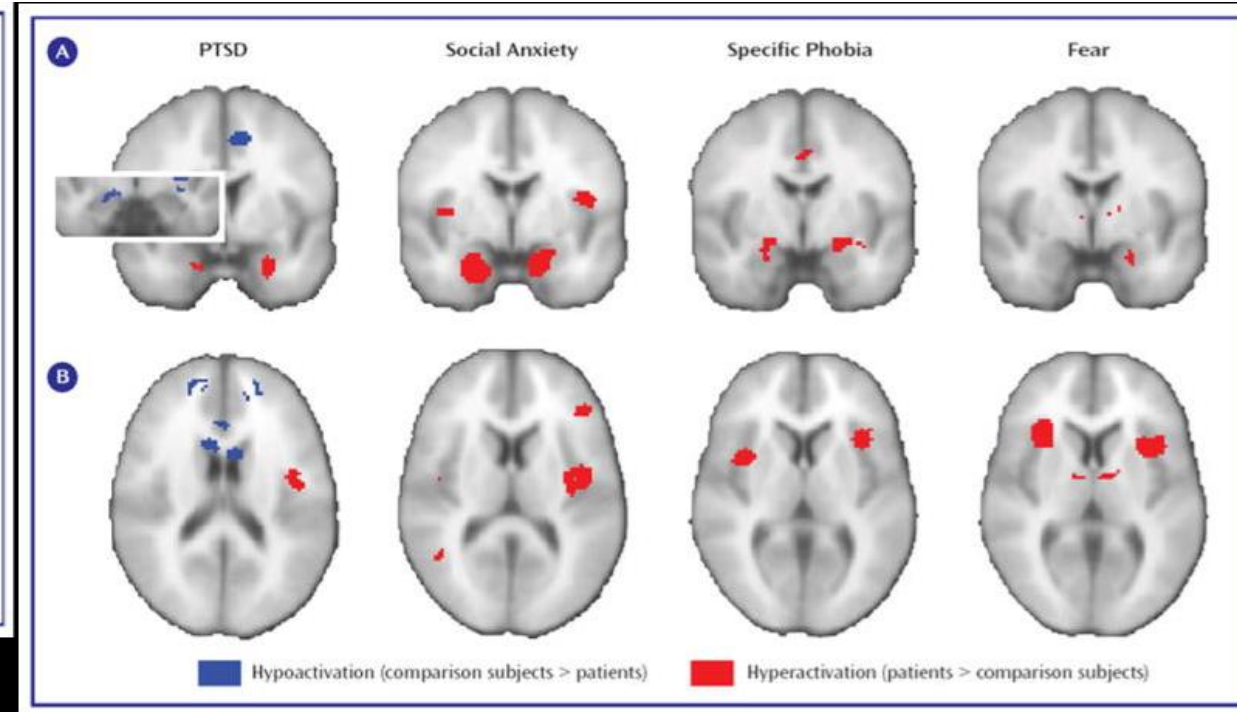 A
PTSD
Social Anxiety
Specific Phobia
Fear
B
Hypoactivation (comparison subjects > patients)
Hyperactivation (patients > comparison subjects)